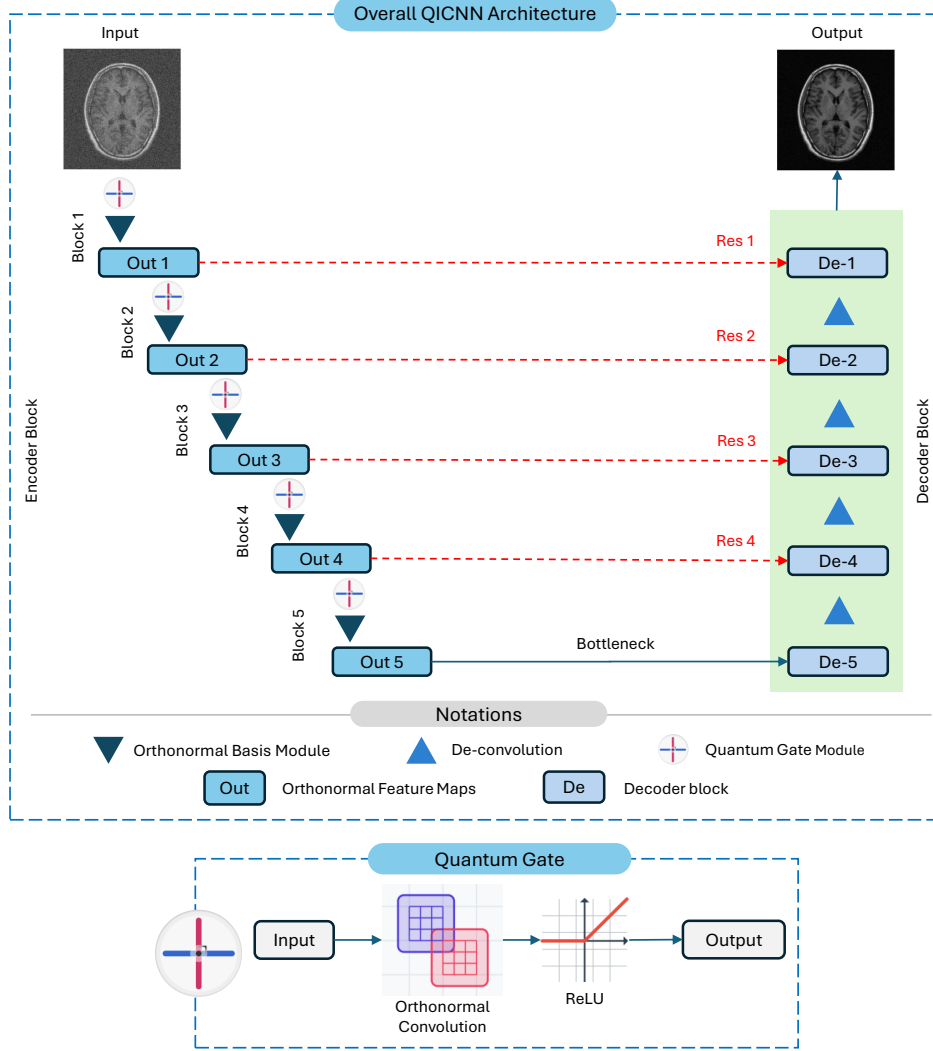 Overall QICNN Architecture
Input
Output
Block 1
Out 1
Res 1
De-1
Block 2
Out 2
Res 2
De-2
Block 3
Out 3
Res 3
De-3
Encoder Block
Decoder Block
Block 4
Out 4
Res 4
De-4
Block 5
Out 5
Bottleneck
De-5
Notations
Orthonormal Basis Module
De-convolution
Quantum Gate Module
Out
Orthonormal Feature Maps
De
Decoder block
Quantum Gate
Input
Output
Orthonormal
Convolution
ReLU